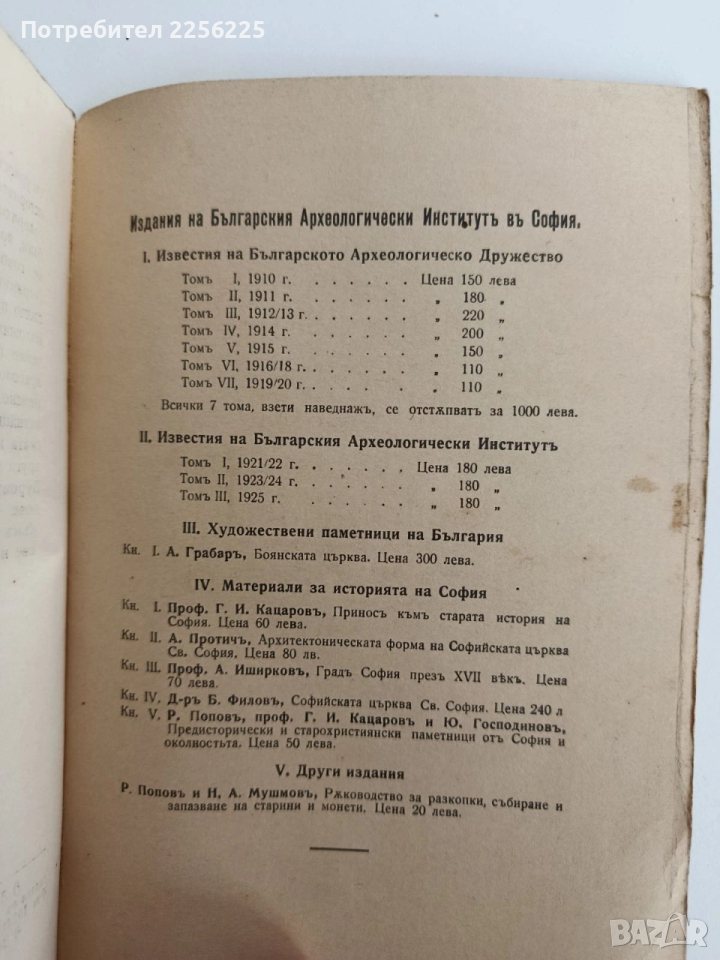 Потребител 2256225
Издания на Българския Археологически Институтъ въ София.
I. Известия на Българското Археологическо Дружество
Томъ I, 1910 г. . . . . . . Цена 150 лева
Томъ II, 1911 г. . . . . . . „ 180 „
Томъ III, 1912/13 г. . . . . . „ 220 „
Томъ IV, 1914 г. . . . . . . „ 200 „
Томъ V, 1915 г. . . . . . . „ 150 „
Томъ VI, 1916/18 г. . . . . . „ 110 „
Томъ VII, 1919/20 г. . . . . . „ 110 „
Всички 7 тома, взети наведнажъ, се отстѫпватъ за 1000 лева.
II. Известия на Българския Археологически Институтъ
Томъ I, 1921/22 г. . . . . . Цена 180 лева
Томъ II, 1923/24 г. . . . . . „ 180 „
Томъ III, 1925 г. . . . . . . „ 180 „
III. Художествени паметници на България
Кн. I. А. Грабаръ, Боянската църква. Цена 300 лева.
IV. Материали за историята на София
Кн. I. Проф. Г. И. Кацаровъ, Приносъ къмъ старата история на
София. Цена 60 лева.
Кн. II. А. Протичъ, Архитектоническата форма на Софийската църква
Св. София. Цена 80 лв.
Кн. III. Проф. А. Иширковъ, Градъ София презъ XVII вѣкъ. Цена
70 лева.
Кн. IV. Д-ръ Б. Филовъ, Софийската църква Св. София. Цена 240 л
Кн. V. Р. Поповъ, проф. Г. И. Кацаровъ и Ю. Господиновъ,
Предисторически и старохристиянски паметници отъ София и
околностьта. Цена 50 лева.
V. Други издания
Р. Поповъ и Н. А. Мушмовъ, Рѫководство за разкопки, събиране и
запазване на старини и монети. Цена 20 лева.
BAZAR